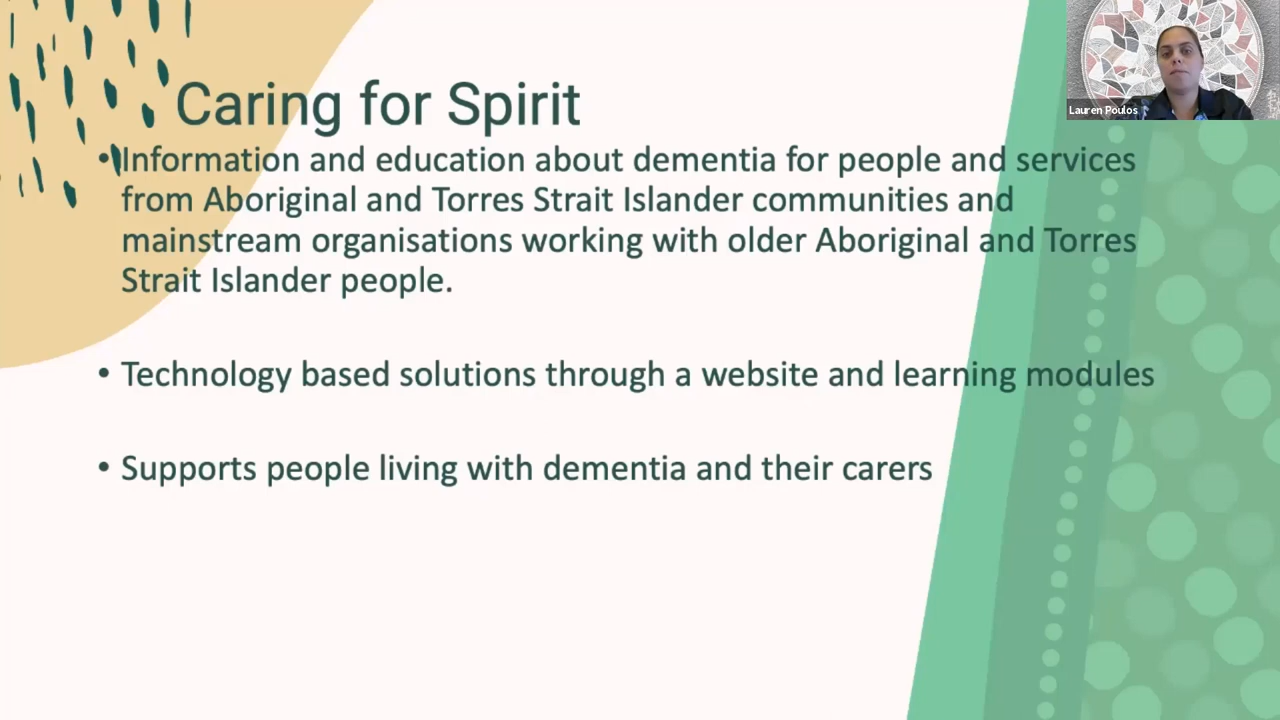 Caring for Spirit
Lauren Poulos
• Information and education about dementia for people and services
from Aboriginal and Torres Strait Islander communities and
mainstream organisations working with older Aboriginal and Torres
Strait Islander people.
• Technology based solutions through a website and learning modules
• Supports people living with dementia and their carers